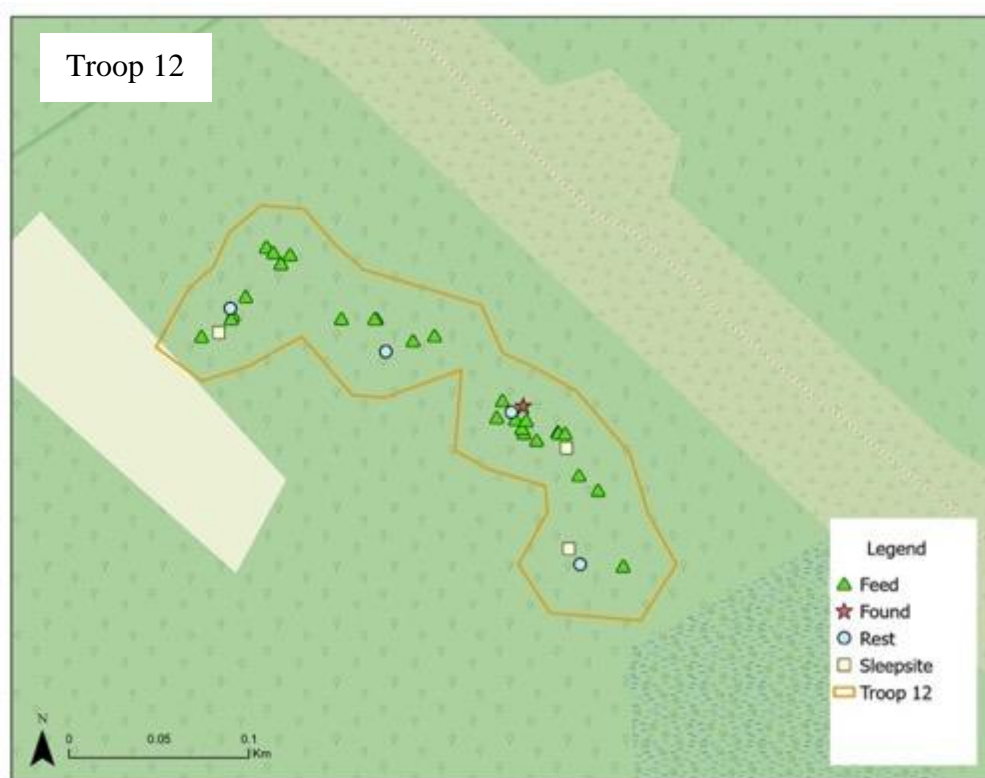 Troop 12
Legend
Feed
Found
Rest
Sleepsite
Troop 12
N
0 0.05 0.1
Km